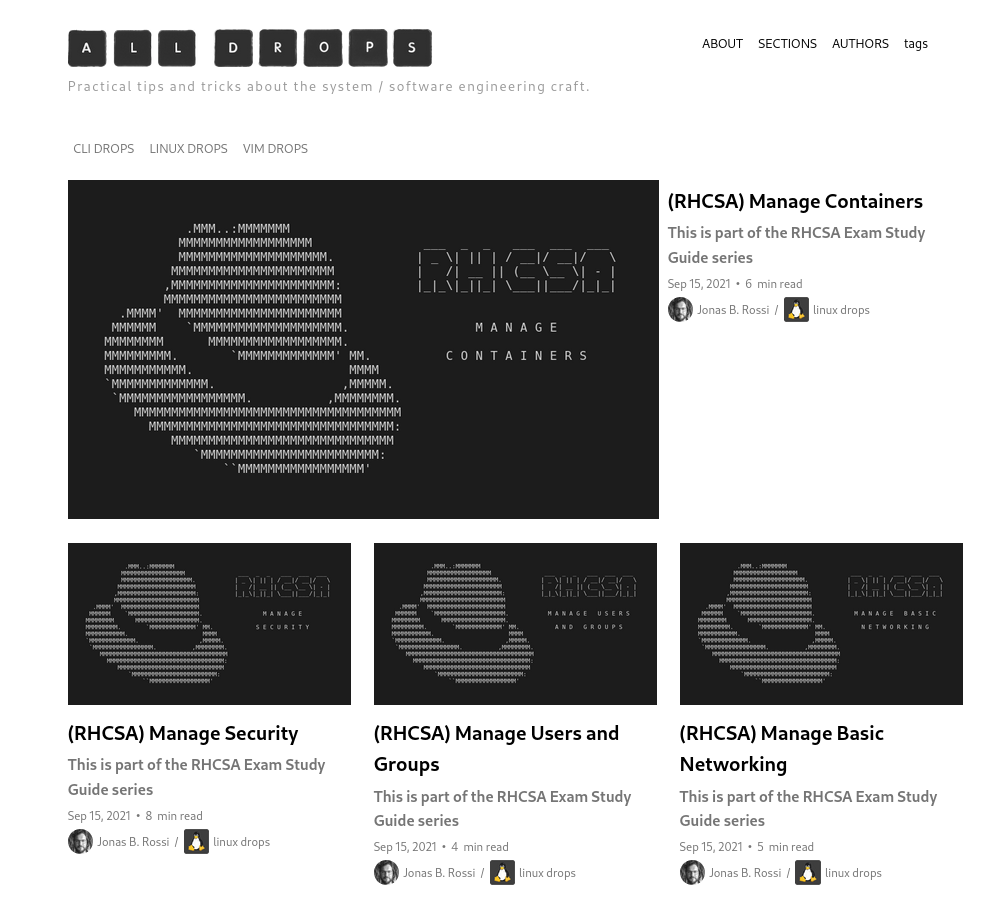 ALL DROPS
ABOUT SECTIONS AUTHORS tags
Practical tips and tricks about the system / software engineering craft.
CLI DROPS LINUX DROPS VIM DROPS
RHCSA
MANAGE
CONTAINERS
(RHCSA) Manage Containers
This is part of the RHCSA Exam Study
Guide series
Sep 15, 2021 • 6 min read
Jonas B. Rossi / linux drops
RHCSA
MANAGE
SECURITY
(RHCSA) Manage Security
This is part of the RHCSA Exam Study
Guide series
Sep 15, 2021 • 8 min read
Jonas B. Rossi / linux drops
RHCSA
MANAGE USERS
AND GROUPS
(RHCSA) Manage Users and
Groups
This is part of the RHCSA Exam Study
Guide series
Sep 15, 2021 • 4 min read
Jonas B. Rossi / linux drops
RHCSA
MANAGE BASIC
NETWORKING
(RHCSA) Manage Basic
Networking
This is part of the RHCSA Exam Study
Guide series
Sep 15, 2021 • 5 min read
Jonas B. Rossi / linux drops